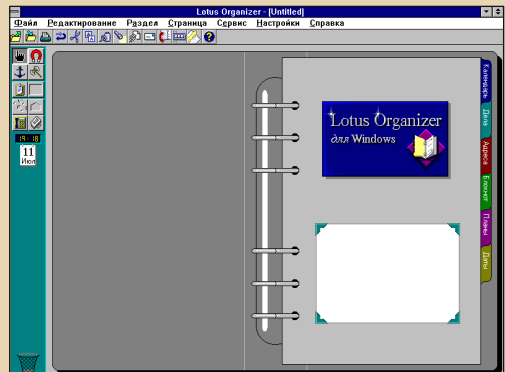 Lotus Organizer - [Untitled]
Файл Редактирование Раздел Страница Сервис Настройки Справка
19:18
11
Июл
Lotus Organizer
для Windows
Календарь
Дела
Адреса
Блокнот
Планы
Даты